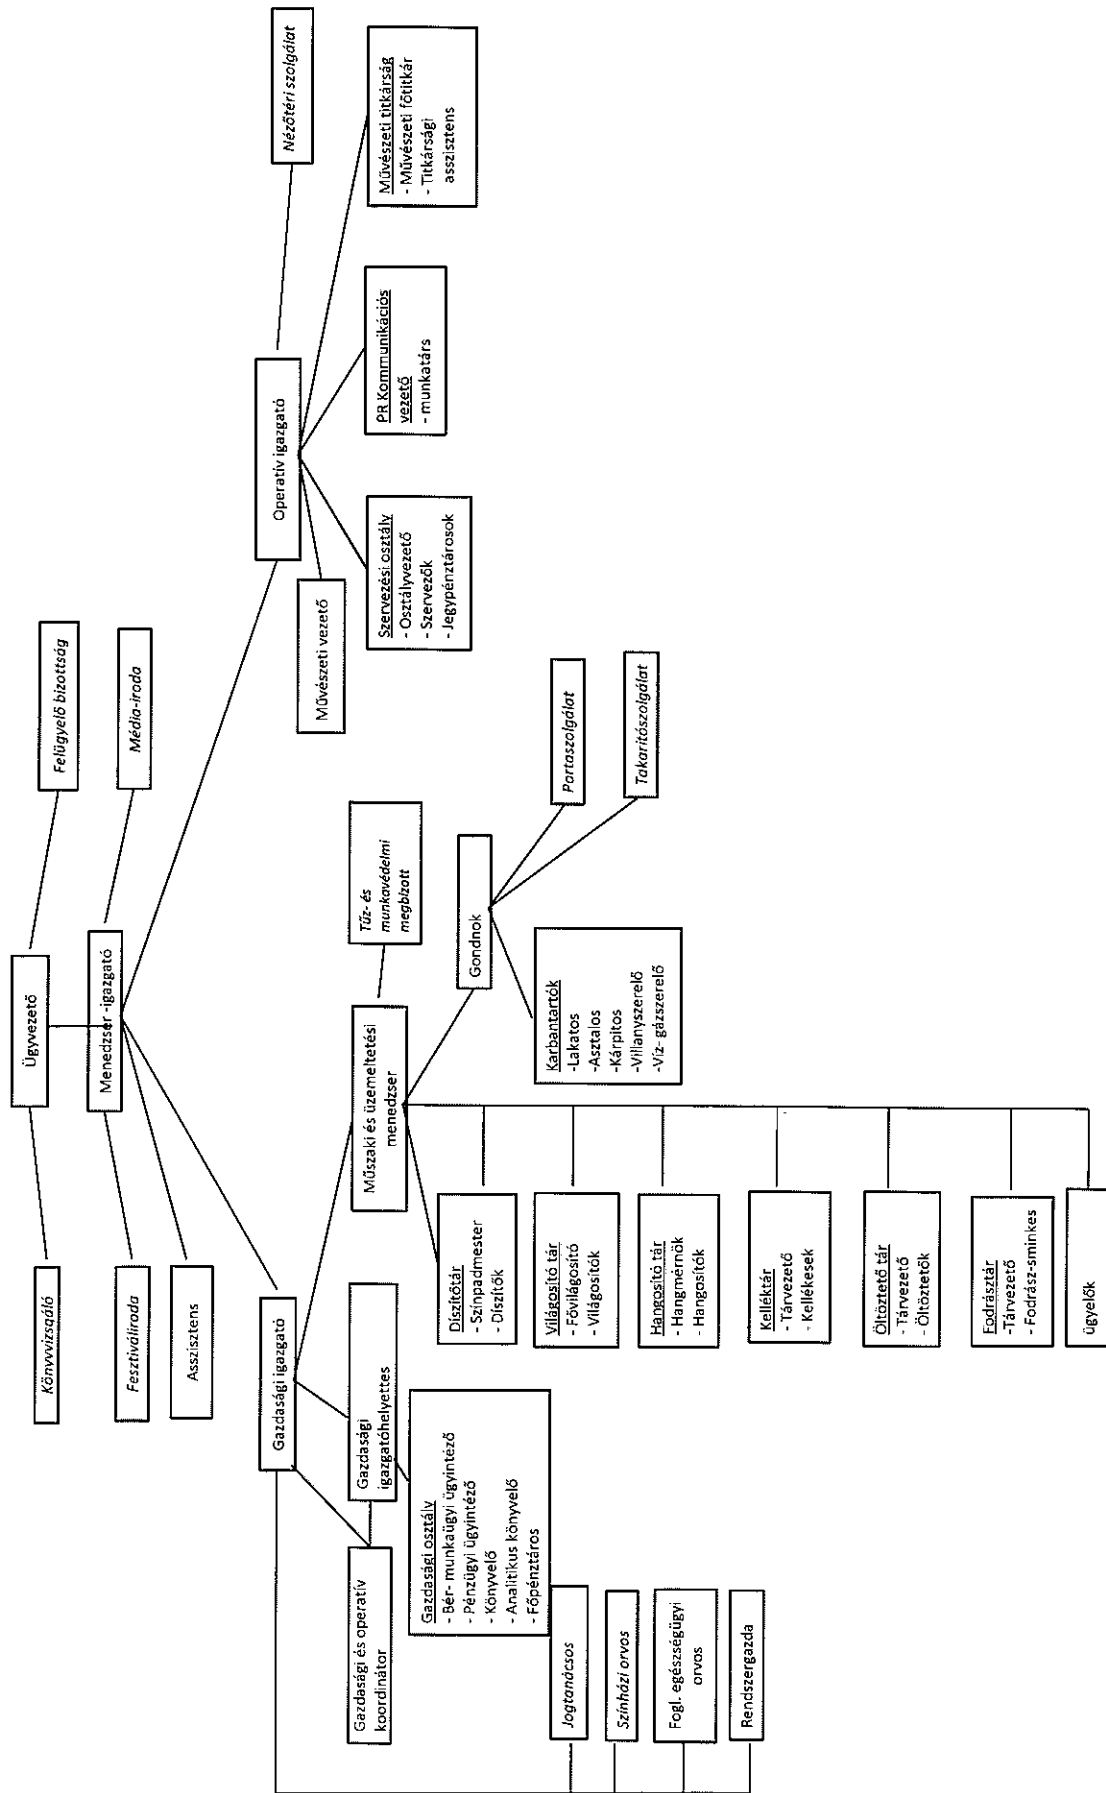 Ügyvezető
Könyvvizsgáló
Felügyelő bizottság
Menedzser -igazgató
Fesztiváliroda
Média-iroda
Asszisztens
Gazdasági igazgató
Operatív igazgató
Nézőtéri szolgálat
Művészeti vezető
Gazdasági és operatív
koordinátor
Gazdasági
igazgatóhelyettes
Műszaki és üzemeltetési
menedzser
Tűz- és
munkavédelmi
megbízott
Szervezési osztály
- Osztályvezető
- Szervezők
- Jegypénztárosok
PR Kommunikációs
vezető
- munkatárs
Művészeti titkárság
- Művészeti főtitkár
- Titkársági
asszisztens
Gazdasági osztály
- Bér- munkaügyi ügyintéző
- Pénzügyi ügyintéző
- Könyvelő
- Analitikus könyvelő
- Főpénztáros
Díszítőtár
- Színpadmester
- Díszítők
Gondnok
Portaszolgálat
Takarítószolgálat
Karbantartók
-Lakatos
-Asztalos
-Kárpitos
-Villanyszerelő
-Víz- gázszerelő
Világosító tár
- Fővilágosító
- Világosítók
Jogtanácsos
Színházi orvos
Fogl. egészségügyi
orvos
Rendszergazda
Hangosító tár
- Hangmérnök
- Hangosítók
Kelléktár
- Tárvezető
- Kellékesek
Öltöztető tár
- Tárvezető
- Öltöztetők
Fodrásztár
-Tárvezető
- Fodrász-sminkes
ügyelők